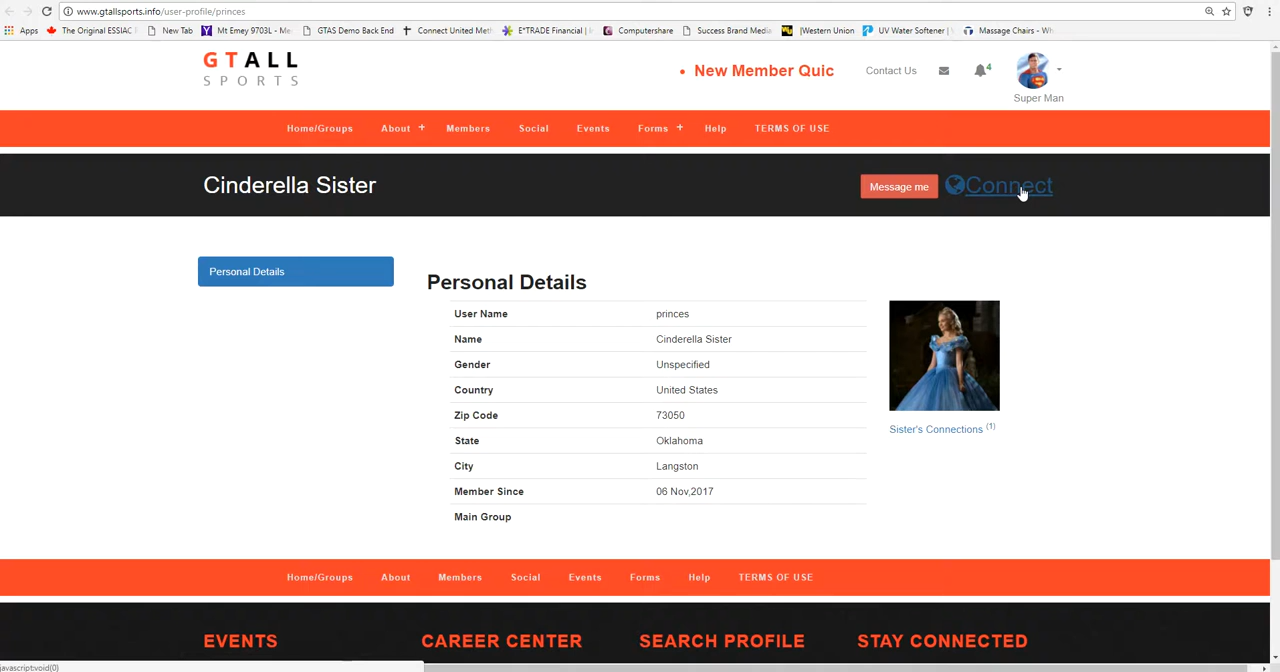 www.gtallsports.info/user-profile/princes
Apps The Original ESSIAC New Tab Mt Emey 9703L - Me GTAS Demo Back End Connect United Met E*TRADE Financial | Computershare Success Brand Media |Western Union UV Water Softener | Massage Chairs - Wh
GTALL
SPORTS
• New Member Quic
Contact Us
4
Super Man
Home/Groups About + Members Social Events Forms + Help TERMS OF USE
Cinderella Sister
Message me
Connect
Personal Details
Personal Details
User Name princes
Name Cinderella Sister
Gender Unspecified
Country United States
Zip Code 73050
State Oklahoma
City Langston
Member Since 06 Nov,2017
Main Group
Sister's Connections (1)
Home/Groups About Members Social Events Forms Help TERMS OF USE
EVENTS CAREER CENTER SEARCH PROFILE STAY CONNECTED
javascript:void(0)